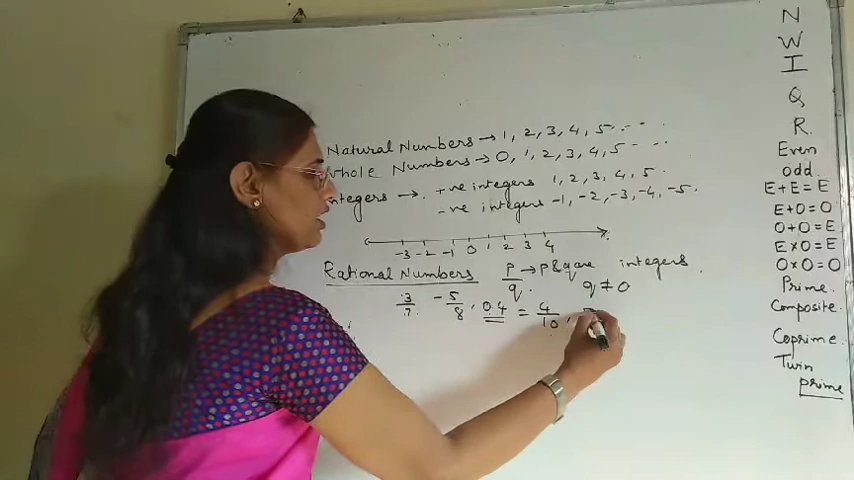 Natural Numbers → 1, 2, 3, 4, 5 ......
Whole Numbers → 0, 1, 2, 3, 4, 5 ......
Integers → +ve integers 1, 2, 3, 4, 5 .
-ve integers -1, -2, -3, -4, -5 .
-3 -2 -1 0 1 2 3 4
Rational Numbers p/q → p & q are integers
q ≠ 0
3/7 , -5/8 , 0.4 = 4/10 ,
N
W
I
Q
R
Even
odd
E+E=E
E+O=O
O+O=E
E×O=E
O×O=O
Prime
Composite
Coprime
Twin
prime